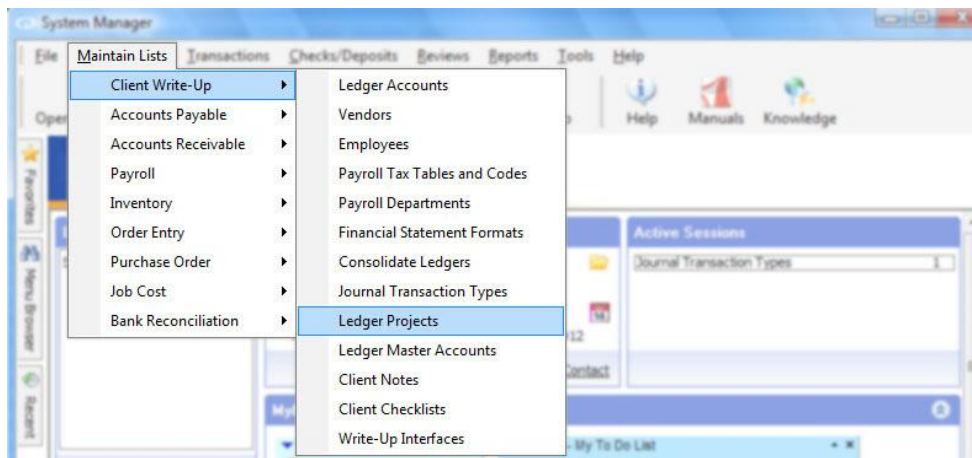 System Manager
File Maintain Lists Transactions Checks/Deposits Reviews Reports Tools Help
Help Manuals Knowledge
Client Write-Up
Accounts Payable
Accounts Receivable
Payroll
Inventory
Order Entry
Purchase Order
Job Cost
Bank Reconciliation
Ledger Accounts
Vendors
Employees
Payroll Tax Tables and Codes
Payroll Departments
Financial Statement Formats
Consolidate Ledgers
Journal Transaction Types
Ledger Projects
Ledger Master Accounts
Client Notes
Client Checklists
Write-Up Interfaces
Favorites
Menu Browser
Recent
Active Sessions
Journal Transaction Types 1
Contact
- My To Do List